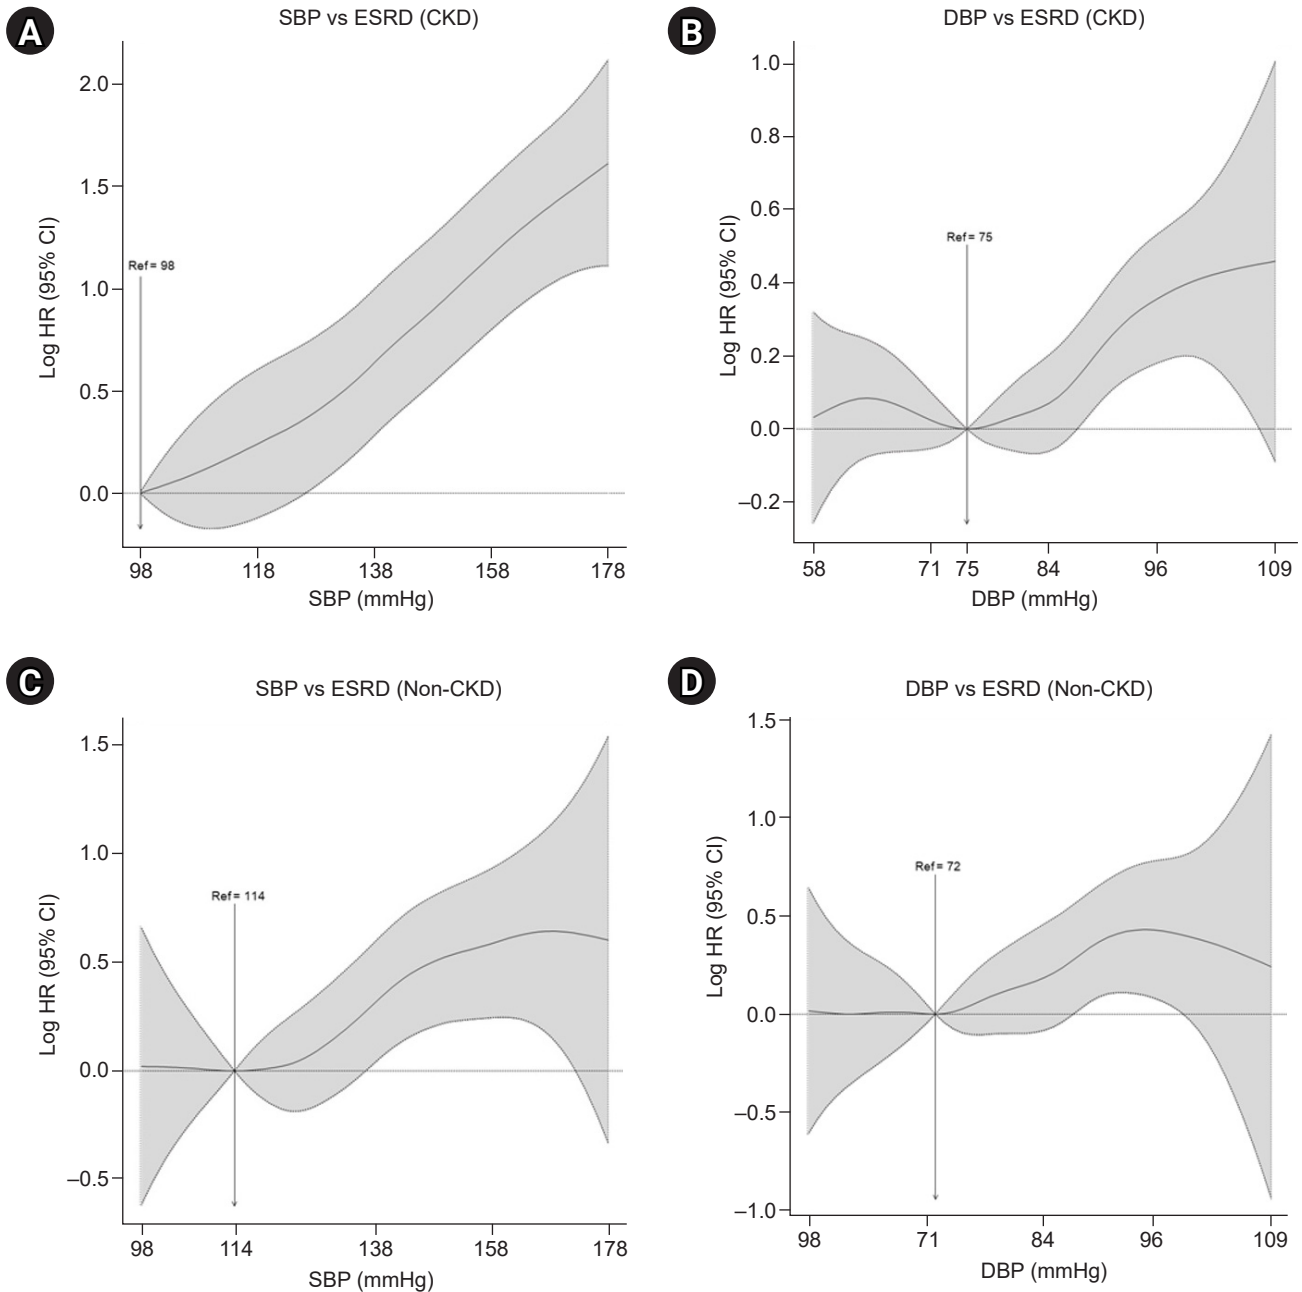 A
SBP vs ESRD (CKD)
Log HR (95% CI)
2.0
1.5
1.0
0.5
0.0
Ref = 98
98 118 138 158 178
SBP (mmHg)
B
DBP vs ESRD (CKD)
Log HR (95% CI)
1.0
0.8
0.6
0.4
0.2
0.0
–0.2
Ref = 75
58 71 75 84 96 109
DBP (mmHg)
C
SBP vs ESRD (Non-CKD)
Log HR (95% CI)
1.5
1.0
0.5
0.0
–0.5
Ref = 114
98 114 138 158 178
SBP (mmHg)
D
DBP vs ESRD (Non-CKD)
Log HR (95% CI)
1.5
1.0
0.5
0.0
–0.5
–1.0
Ref = 72
98 71 84 96 109
DBP (mmHg)